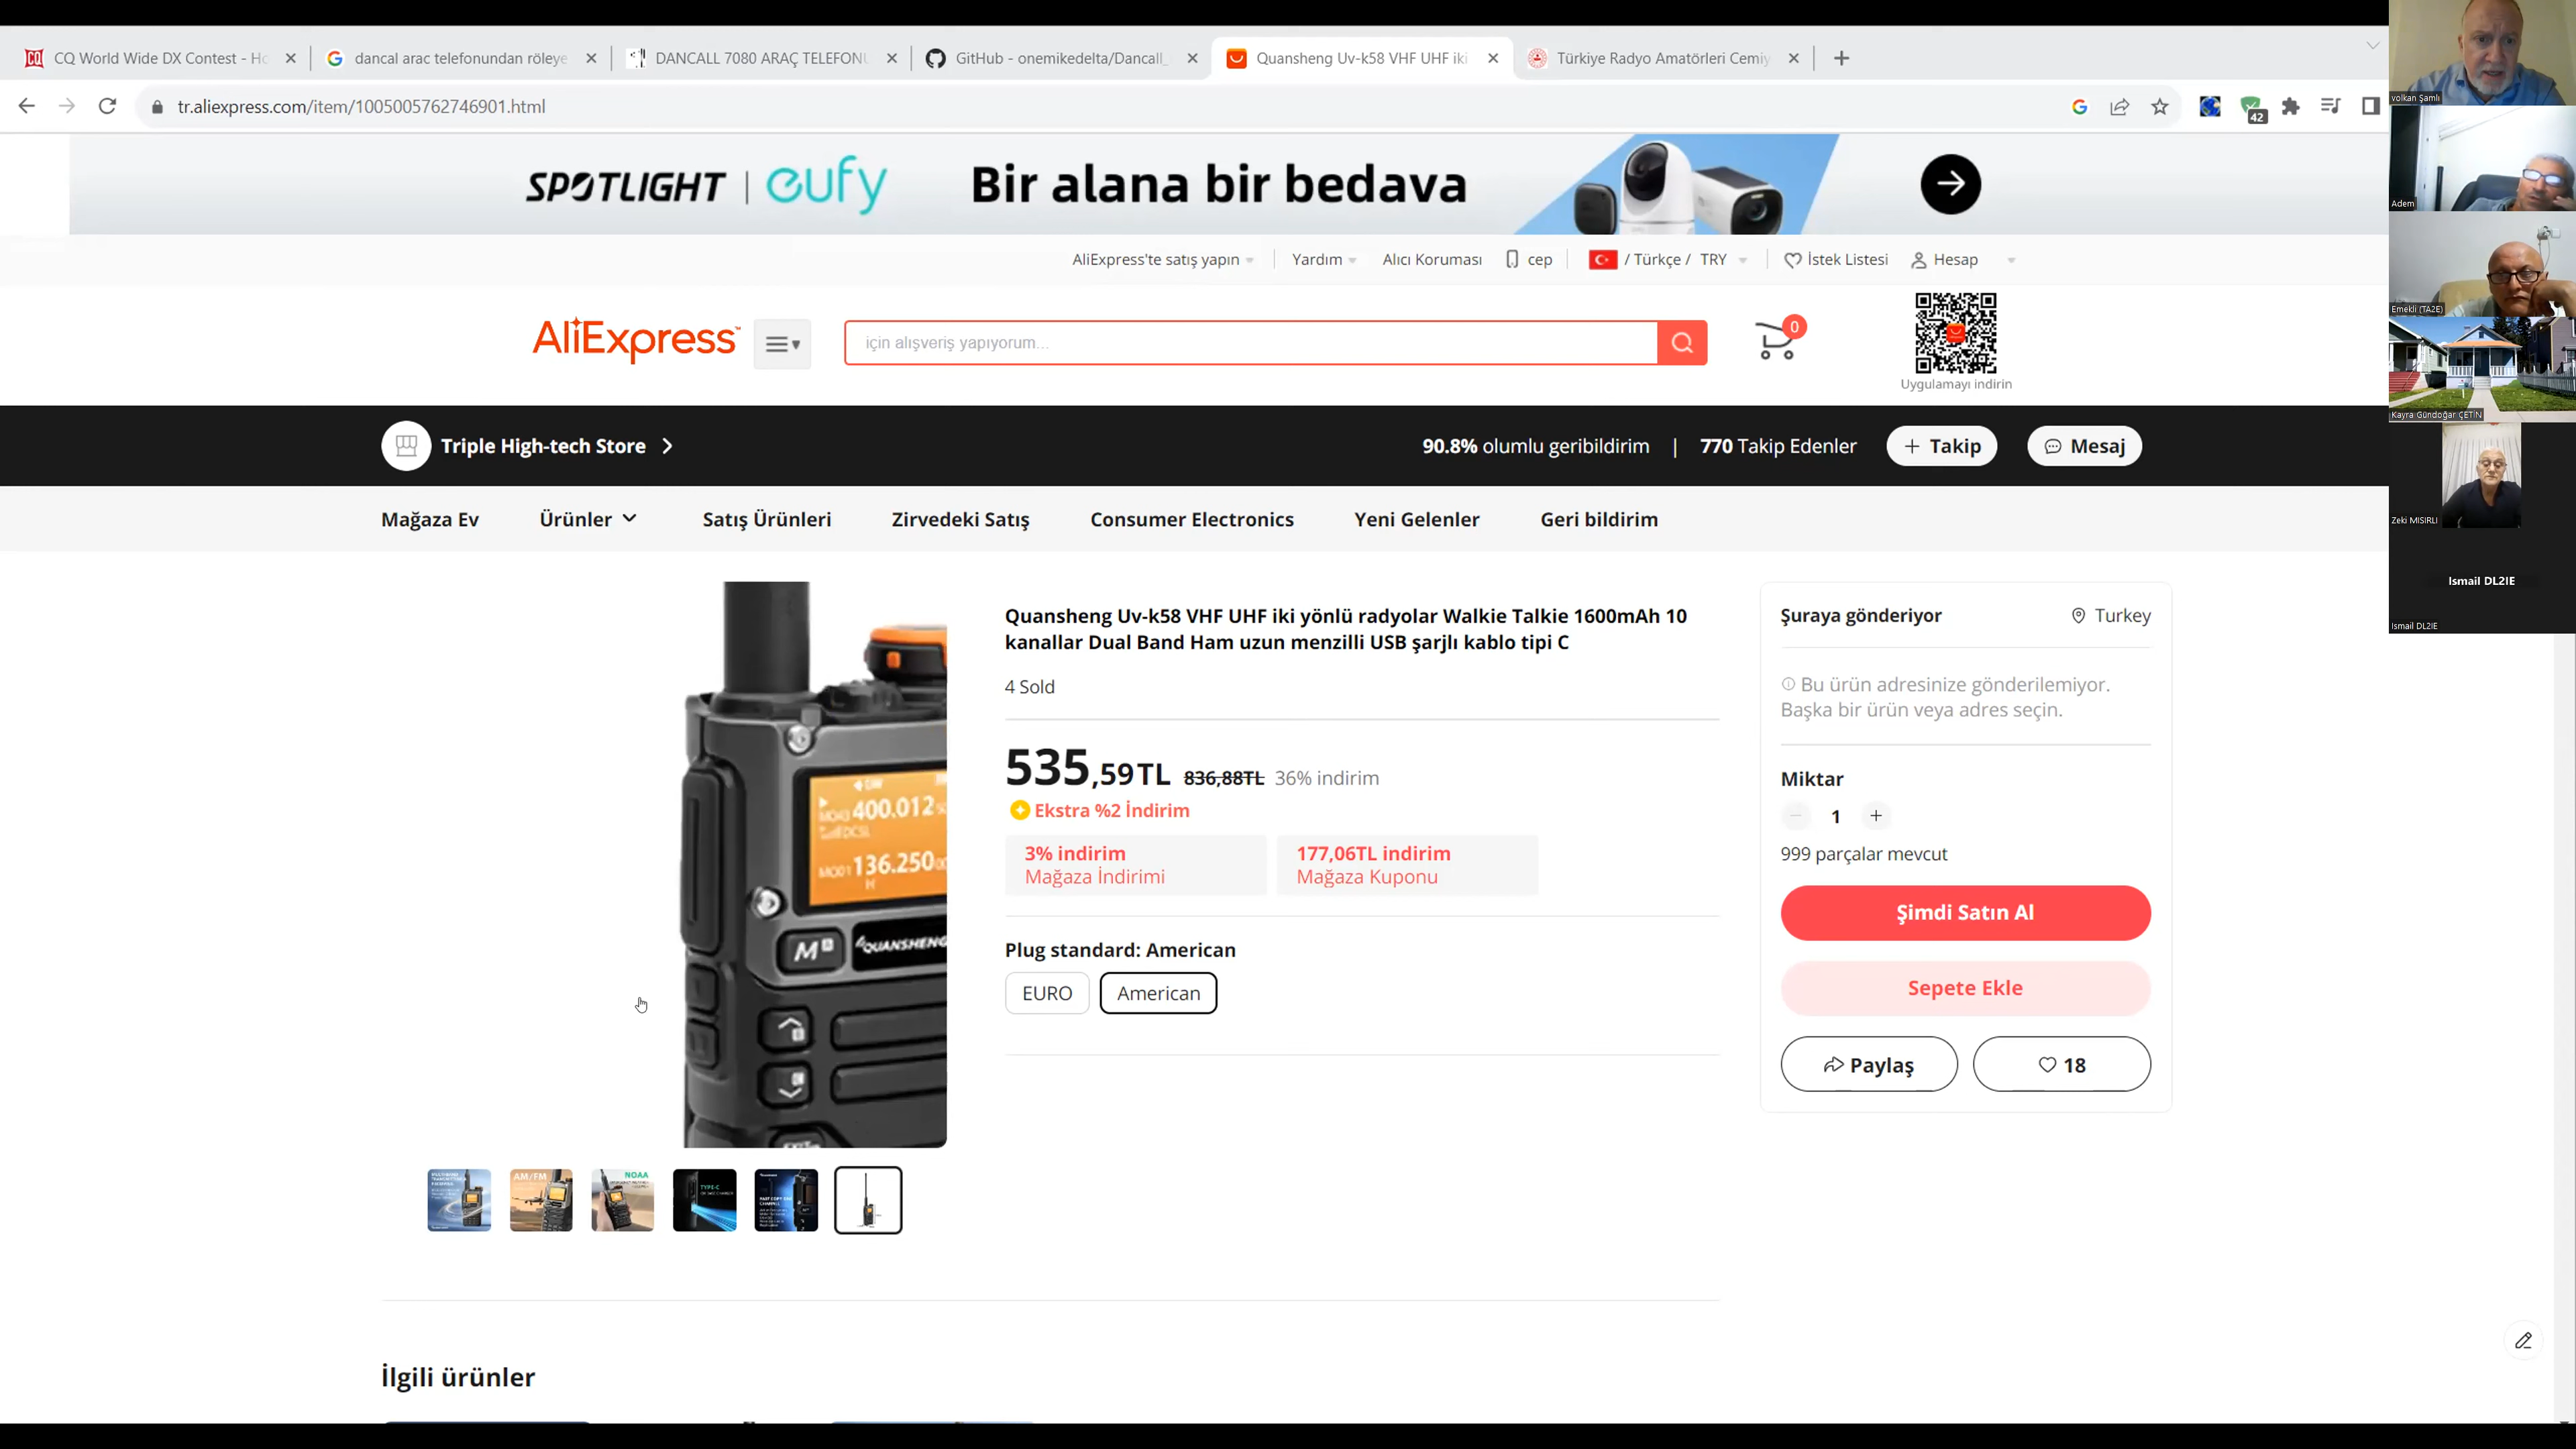 CQ World Wide DX Contest - Ho
dancal arac telefonundan röleye
DANCALL 7080 ARAÇ TELEFONU
GitHub - onemikedelta/Dancall_
Quansheng Uv-k58 VHF UHF iki
Türkiye Radyo Amatörleri Cemiy
tr.aliexpress.com/item/1005005762746901.html
42
SPOTLIGHT | eufy
Bir alana bir bedava
AliExpress'te satış yapın
Yardım
Alıcı Koruması
cep
/ Türkçe / TRY
İstek Listesi
Hesap
AliExpress
için alışveriş yapıyorum...
0
Uygulamayı indirin
Triple High-tech Store
90.8% olumlu geribildirim | 770 Takip Edenler
+ Takip
Mesaj
Mağaza Ev
Ürünler
Satış Ürünleri
Zirvedeki Satış
Consumer Electronics
Yeni Gelenler
Geri bildirim
400.012
136.250
M
QUANSHENG
AM/FM
NOAA
TYPE-C
Quansheng Uv-k58 VHF UHF iki yönlü radyolar Walkie Talkie 1600mAh 10
kanallar Dual Band Ham uzun menzilli USB şarjlı kablo tipi C
4 Sold
535,59TL 836,88TL 36% indirim
Ekstra %2 İndirim
3% indirim
Mağaza İndirimi
177,06TL indirim
Mağaza Kuponu
Plug standard: American
EURO
American
Şuraya gönderiyor
Turkey
Bu ürün adresinize gönderilemiyor.
Başka bir ürün veya adres seçin.
Miktar
− 1 +
999 parçalar mevcut
Şimdi Satın Al
Sepete Ekle
Paylaş
18
İlgili ürünler
volkan Şamlı
Adem
Emekli (TA2E)
Kayra Gündoğar ÇETİN
Zeki MISIRLI
Ismail DL2IE
Ismail DL2IE